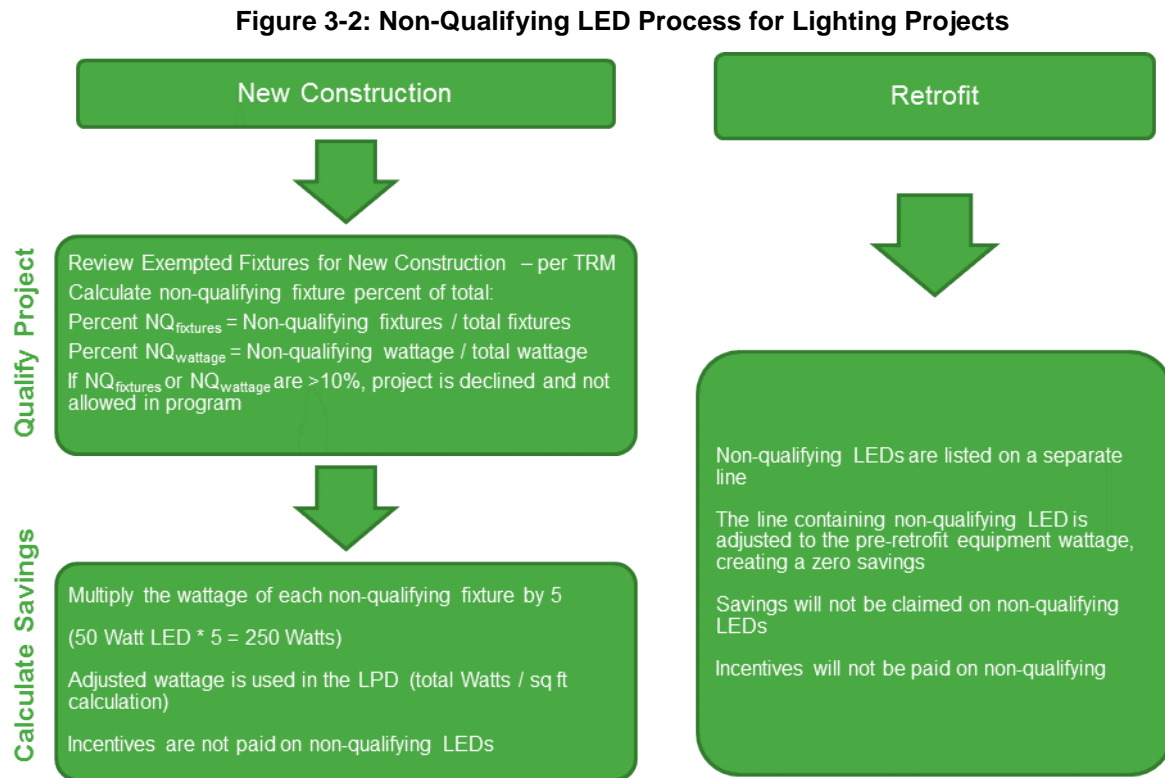 Figure 3-2: Non-Qualifying LED Process for Lighting Projects
New Construction
Qualify Project
Review Exempted Fixtures for New Construction – per TRM
Calculate non-qualifying fixture percent of total:
Percent NQfixtures = Non-qualifying fixtures / total fixtures
Percent NQwattage = Non-qualifying wattage / total wattage
If NQfixtures or NQwattage are >10%, project is declined and not
allowed in program
Calculate Savings
Multiply the wattage of each non-qualifying fixture by 5
(50 Watt LED * 5 = 250 Watts)
Adjusted wattage is used in the LPD (total Watts / sq ft
calculation)
Incentives are not paid on non-qualifying LEDs
Retrofit
Non-qualifying LEDs are listed on a separate
line
The line containing non-qualifying LED is
adjusted to the pre-retrofit equipment wattage,
creating a zero savings
Savings will not be claimed on non-qualifying
LEDs
Incentives will not be paid on non-qualifying